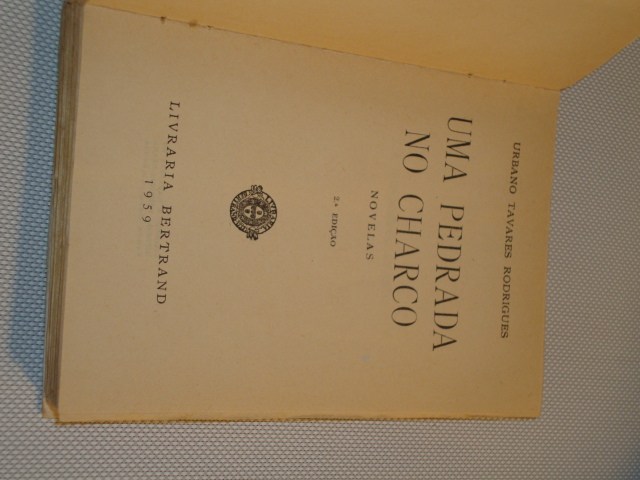 URBANO TAVARES RODRIGUES
UMA PEDRADA
NO CHARCO
NOVELAS
2.ª EDIÇÃO
LIVRARIA BERTRAND
1959